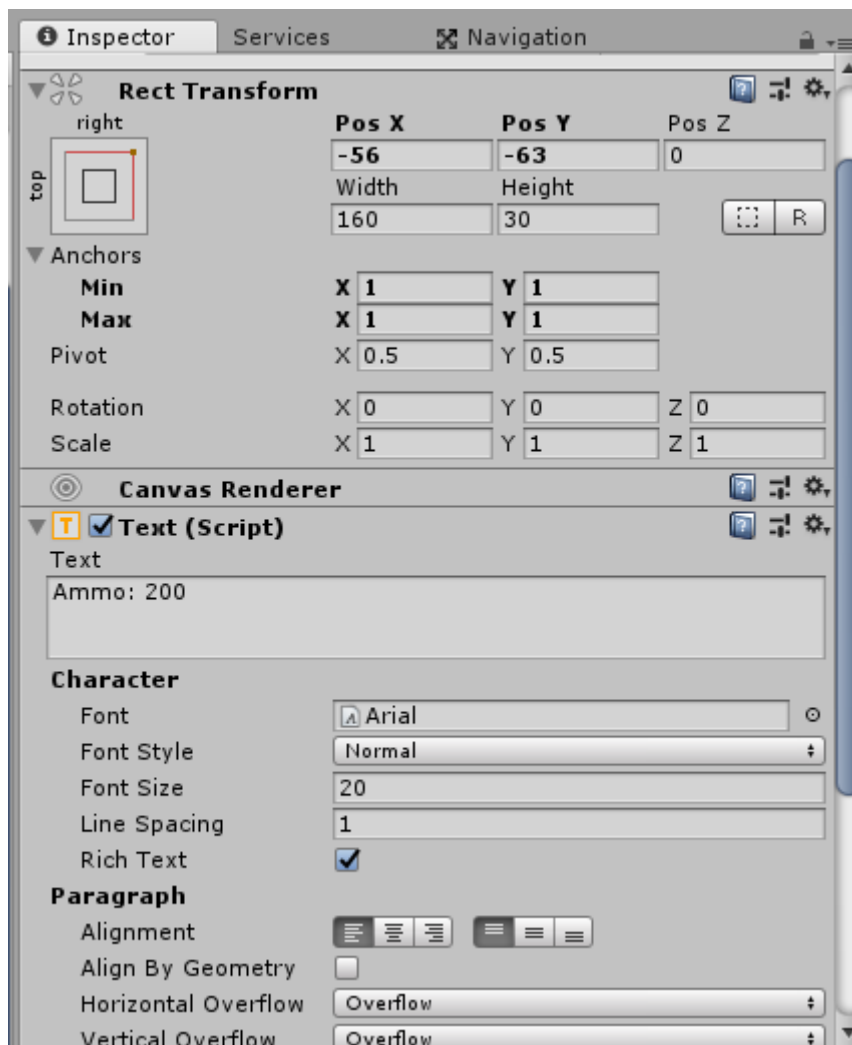 Inspector Services Navigation
Rect Transform
right Pos X Pos Y Pos Z
top
-56 -63 0
Width Height
160 30 R
Anchors
Min X 1 Y 1
Max X 1 Y 1
Pivot X 0.5 Y 0.5
Rotation X 0 Y 0 Z 0
Scale X 1 Y 1 Z 1
Canvas Renderer
T Text (Script)
Text
Ammo: 200
Character
Font Arial
Font Style Normal
Font Size 20
Line Spacing 1
Rich Text
Paragraph
Alignment
Align By Geometry
Horizontal Overflow Overflow
Vertical Overflow Overflow